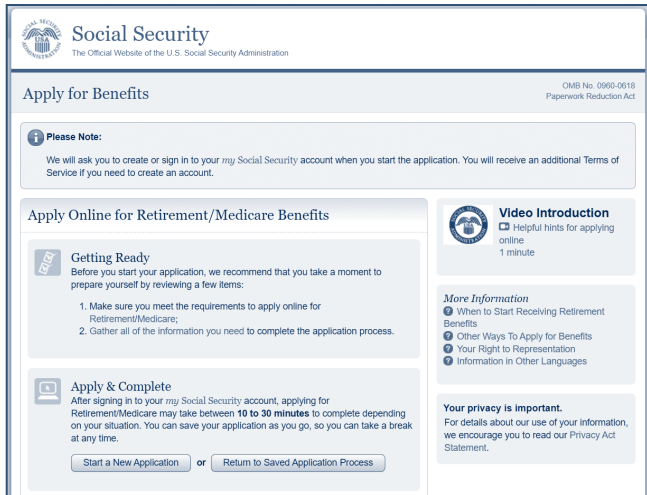 Social Security
The Official Website of the U.S. Social Security Administration
Apply for Benefits
OMB No. 0960-0618
Paperwork Reduction Act
Please Note:
We will ask you to create or sign in to your my Social Security account when you start the application. You will receive an additional Terms of
Service if you need to create an account.
Apply Online for Retirement/Medicare Benefits
Getting Ready
Before you start your application, we recommend that you take a moment to
prepare yourself by reviewing a few items:
1. Make sure you meet the requirements to apply online for
Retirement/Medicare;
2. Gather all of the information you need to complete the application process.
Apply & Complete
After signing in to your my Social Security account, applying for
Retirement/Medicare may take between 10 to 30 minutes to complete depending
on your situation. You can save your application as you go, so you can take a break
at any time.
Start a New Application or Return to Saved Application Process
Video Introduction
Helpful hints for applying
online
1 minute
More Information
When to Start Receiving Retirement
Benefits
Other Ways To Apply for Benefits
Your Right to Representation
Information in Other Languages
Your privacy is important.
For details about our use of your information,
we encourage you to read our Privacy Act
Statement.